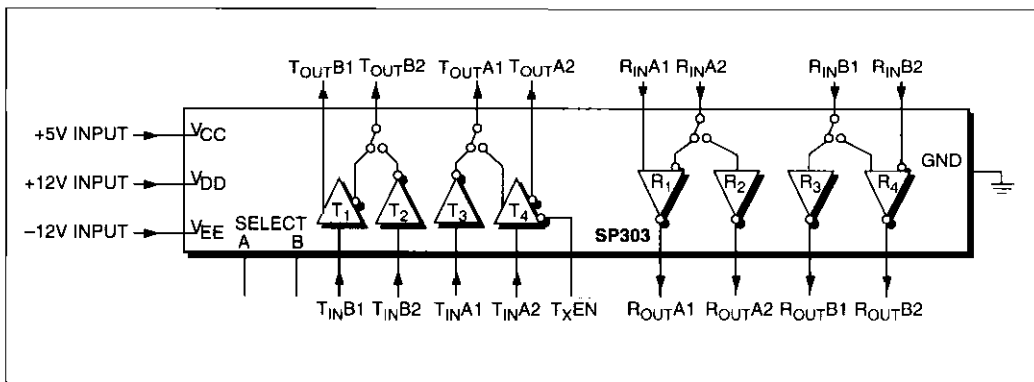 TOUTB1 TOUTB2 TOUTA1 TOUTA2 RINA1 RINA2 RINB1 RINB2
+5V INPUT VCC
GND
+12V INPUT VDD
T1 T2 T3 T4 R1 R2 R3 R4
–12V INPUT VEE SELECT
A B
SP303
TINB1 TINB2 TINA1 TINA2 TXEN ROUTA1 ROUTA2 ROUTB1 ROUTB2